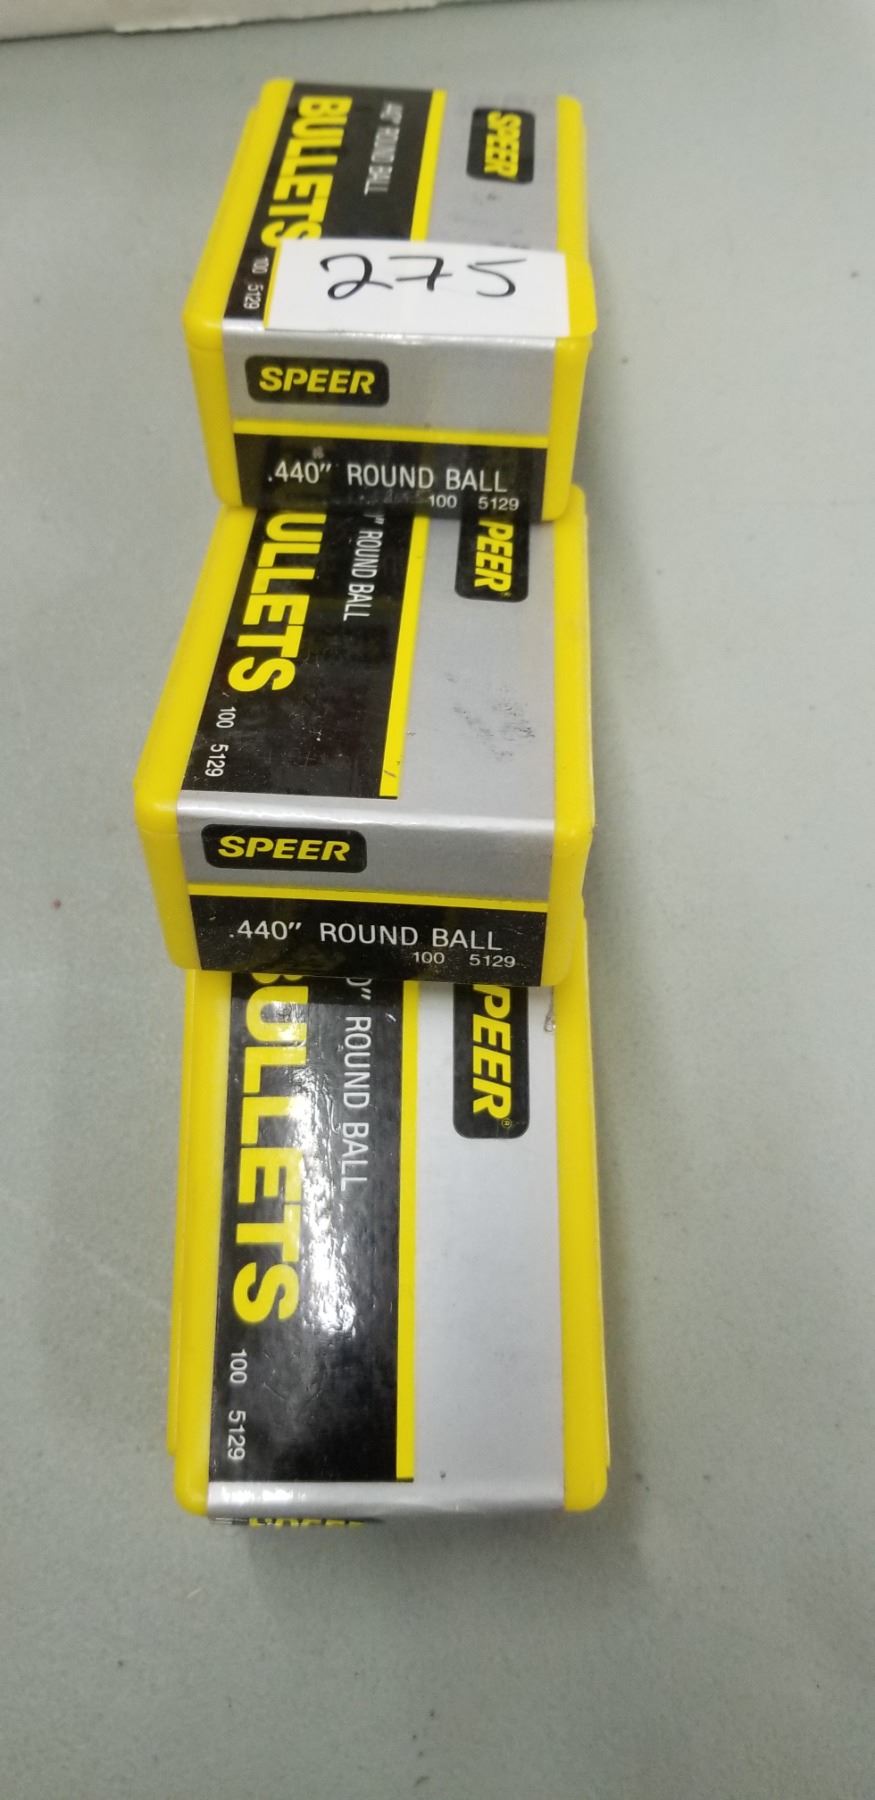 SPEER
.440" ROUND BALL
BULLETS
100 5129
275
SPEER
.440" ROUND BALL
100 5129
PEER
" ROUND BALL
ULLETS
100 5129
SPEER
.440" ROUND BALL
100 5129
PEER®
0" ROUND BALL
BULLETS
100 5129